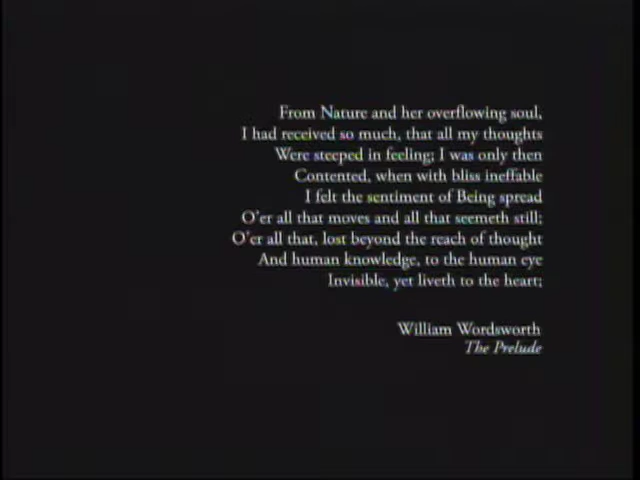 From Nature and her overflowing soul,
I had received so much, that all my thoughts
Were steeped in feeling; I was only then
Contented, when with bliss ineffable
I felt the sentiment of Being spread
O'er all that moves and all that seemeth still;
O'er all that, lost beyond the reach of thought
And human knowledge, to the human eye
Invisible, yet liveth to the heart;
William Wordsworth
The Prelude